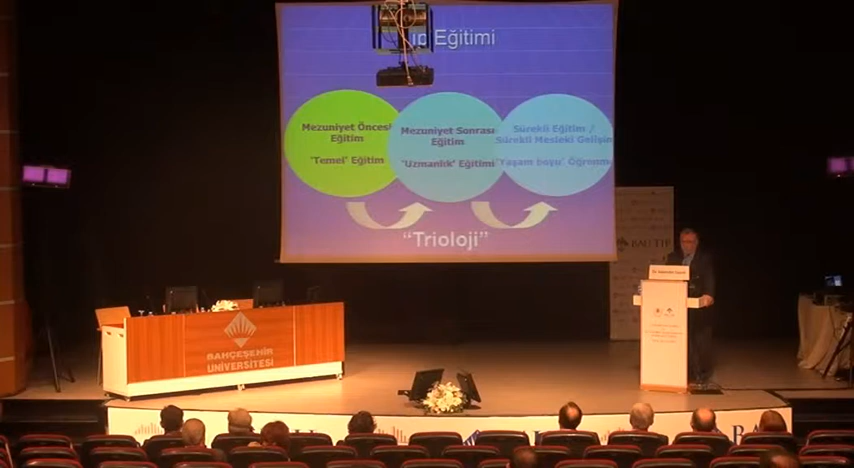 Tıp Eğitimi
Mezuniyet Öncesi
Eğitim
'Temel' Eğitim
Mezuniyet Sonrası
Eğitim
'Uzmanlık' Eğitimi
Sürekli Eğitim /
Sürekli Mesleki Gelişim
'Yaşam boyu' Öğrenme
“Trioloji”
BAU TIP
BAHÇEŞEHİR
ÜNİVERSİTESİ